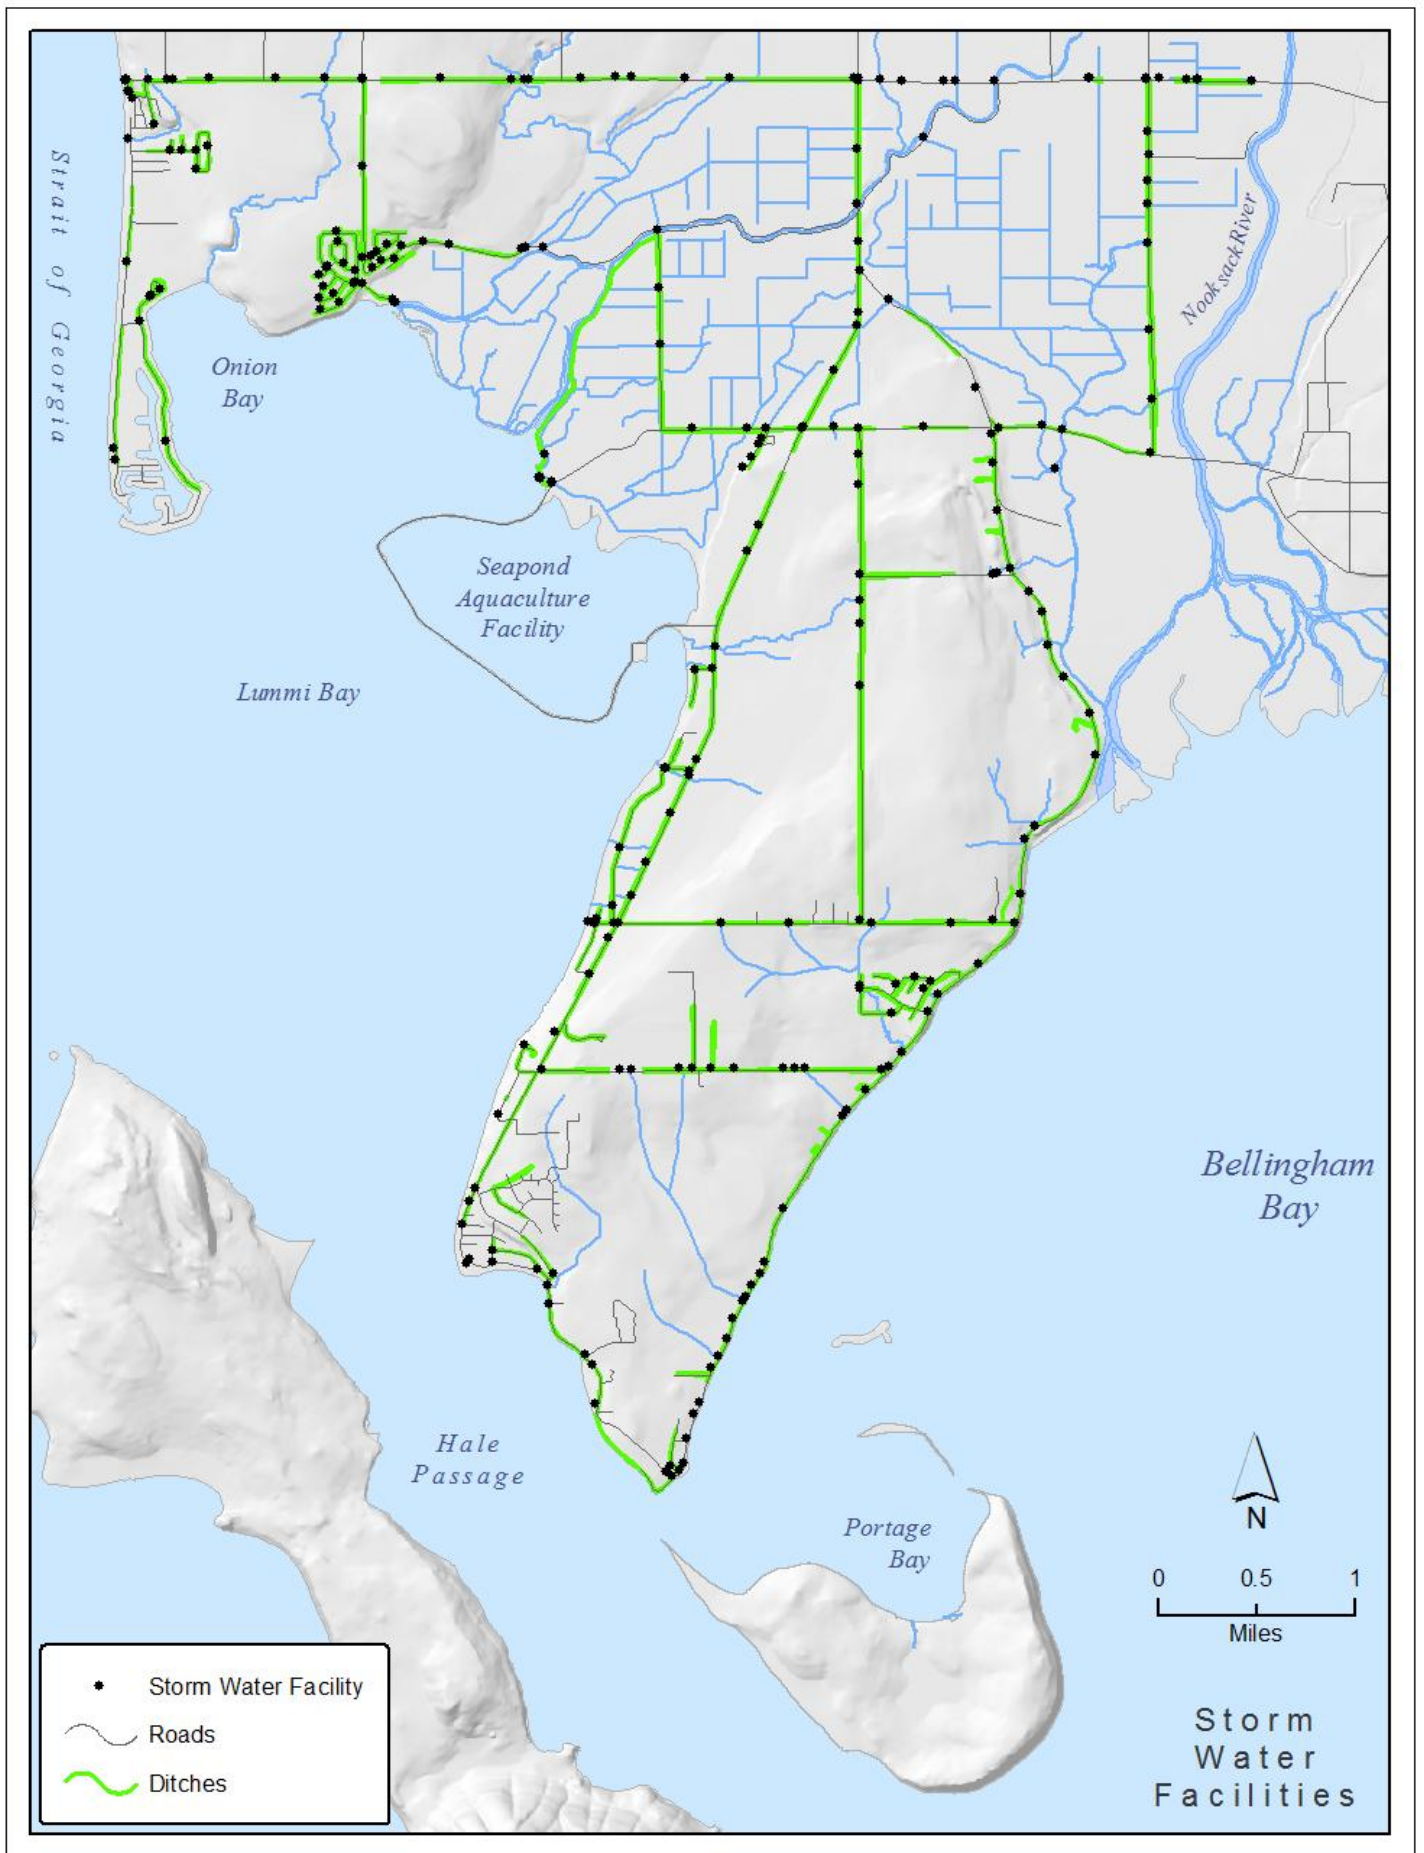 Strait of Georgia
Nooksack River
Onion
Bay
Seapond
Aquaculture
Facility
Lummi Bay
Bellingham
Bay
Hale
Passage
Portage
Bay
N
0 0.5 1
Miles
Storm Water Facility
Roads
Ditches
Storm
Water
Facilities